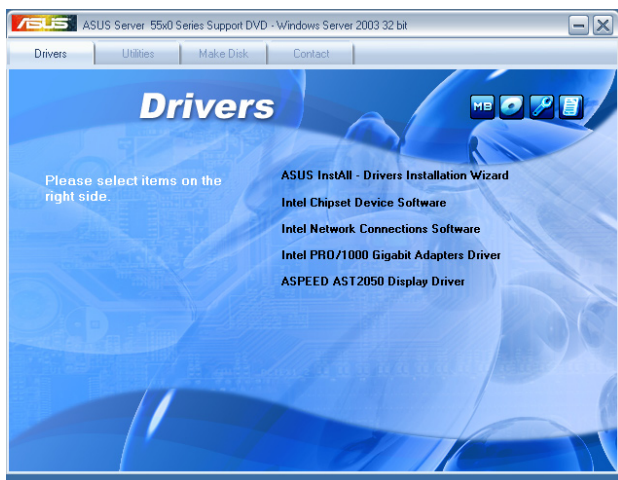 ASUS ASUS Server 55x0 Series Support DVD - Windows Server 2003 32 bit
Drivers Utilities Make Disk Contact
Drivers
MB
Please select items on the
right side.
ASUS InstAll - Drivers Installation Wizard
Intel Chipset Device Software
Intel Network Connections Software
Intel PRO/1000 Gigabit Adapters Driver
ASPEED AST2050 Display Driver